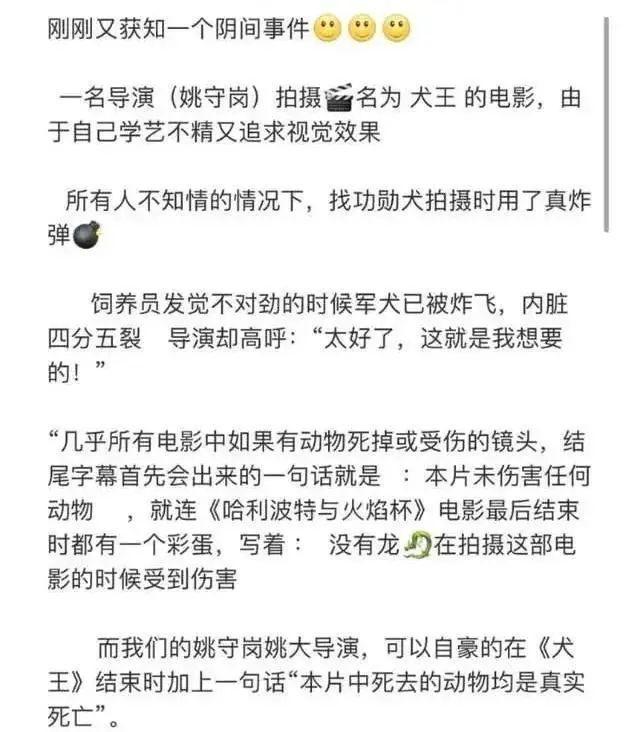 刚刚又获知一个阴间事件🙂🙂🙂
一名导演（姚守岗）拍摄🎬名为 犬王 的电影，由
于自己学艺不精又追求视觉效果
所有人不知情的情况下，找功勋犬拍摄时用了真炸
弹💣
饲养员发觉不对劲的时候军犬已被炸飞，内脏
四分五裂 导演却高呼：“太好了，这就是我想要
的！”
“几乎所有电影中如果有动物死掉或受伤的镜头，结
尾字幕首先会出来的一句话就是 ：本片未伤害任何
动物 ，就连《哈利波特与火焰杯》电影最后结束
时都有一个彩蛋，写着： 没有龙🐉在拍摄这部电
影的时候受到伤害
而我们的姚守岗姚大导演，可以自豪的在《犬
王》结束时加上一句话“本片中死去的动物均是真实
死亡”。